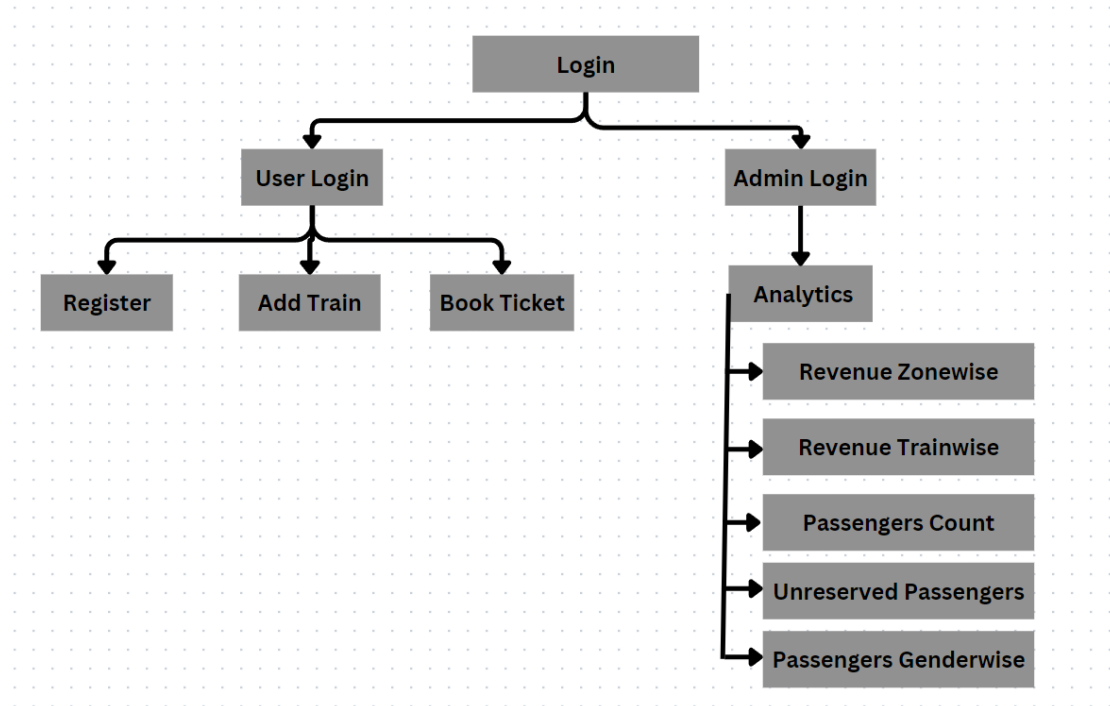 Login
User Login
Admin Login
Register
Add Train
Book Ticket
Analytics
Revenue Zonewise
Revenue Trainwise
Passengers Count
Unreserved Passengers
Passengers Genderwise